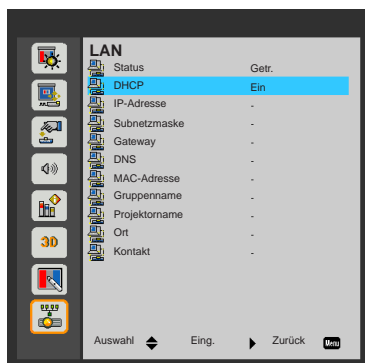 LAN
Status Getr.
DHCP Ein
IP-Adresse -
Subnetzmaske -
Gateway -
DNS -
MAC-Adresse -
Gruppenname -
Projektorname -
Ort -
Kontakt -
3D
Auswahl Eing. Zurück Menu